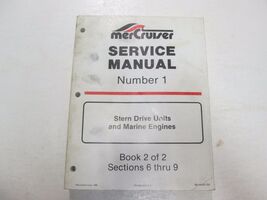 merCruiser
SERVICE
MANUAL
Number 1
Stern Drive Units
and Marine Engines
Book 2 of 2
Sections 6 thru 9